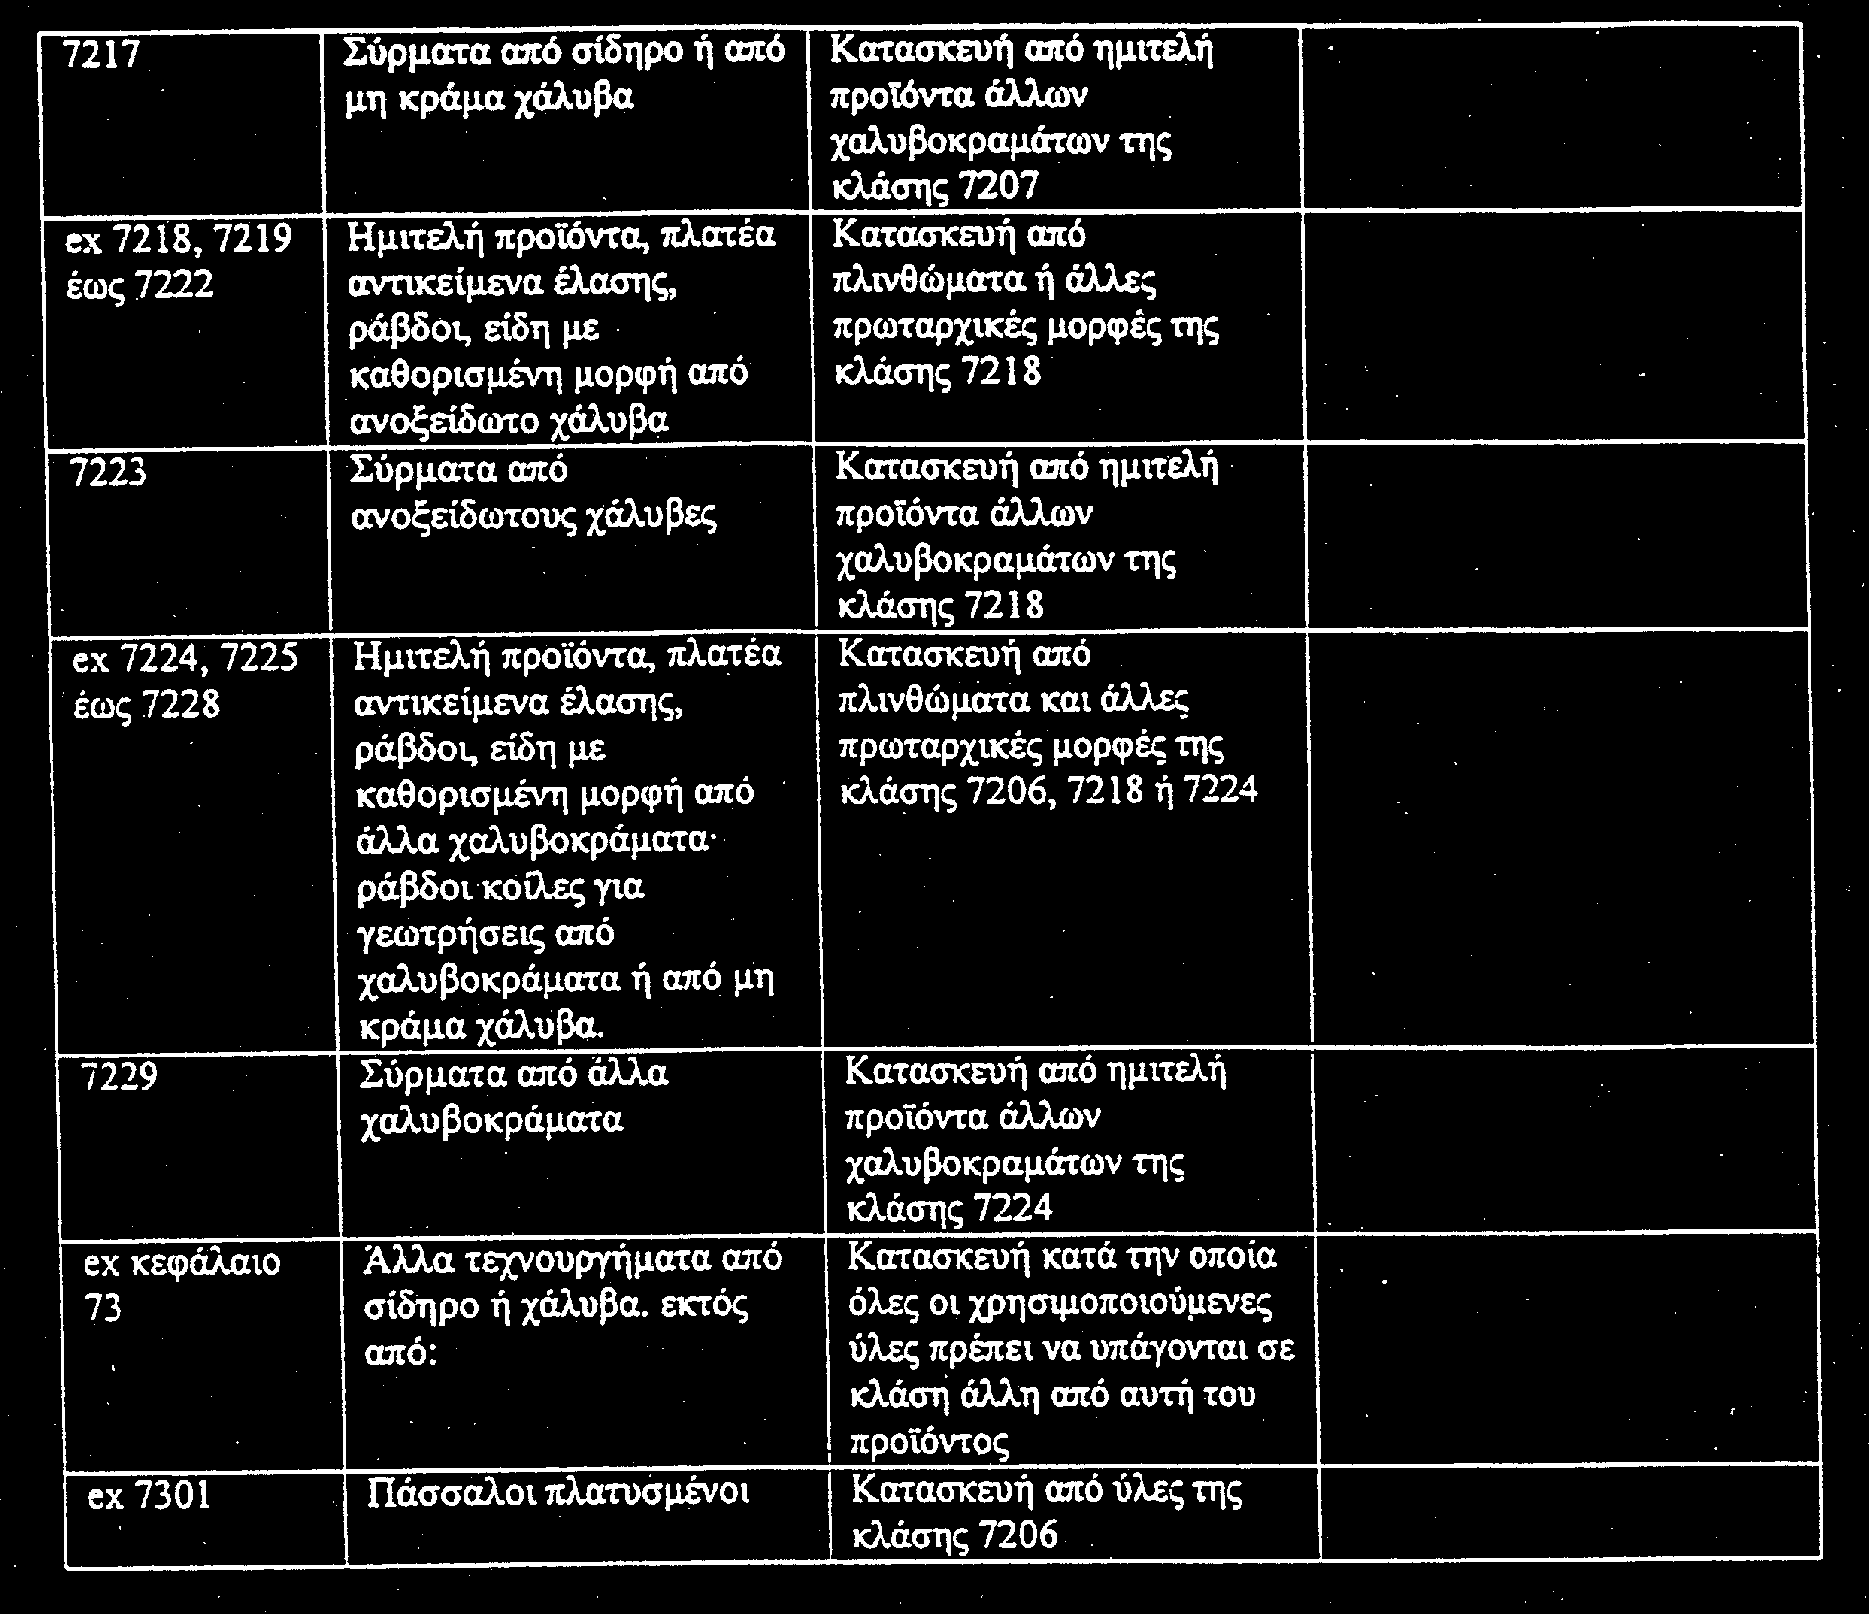 7217
Σύρματα από σίδηρο ή από
μη κράμα χάλυβα
Κατασκευή από ημιτελή
προϊόντα άλλων
χαλυβοκραμάτων της
κλάσης 7207
ex 7218, 7219
έως 7222
Ημιτελή προϊόντα, πλατέα
αντικείμενα έλασης,
ράβδοι, είδη με
καθορισμένη μορφή από
ανοξείδωτο χάλυβα
Κατασκευή από
πλινθώματα ή άλλες
πρωταρχικές μορφές της
κλάσης 7218
7223
Σύρματα από
ανοξείδωτους χάλυβες
Κατασκευή από ημιτελή
προϊόντα άλλων
χαλυβοκραμάτων της
κλάσης 7218
ex 7224, 7225
έως 7228
Ημιτελή προϊόντα, πλατέα
αντικείμενα έλασης,
ράβδοι, είδη με
καθορισμένη μορφή από
άλλα χαλυβοκράματα·
ράβδοι κοίλες για
γεωτρήσεις από
χαλυβοκράματα ή από μη
κράμα χάλυβα.
Κατασκευή από
πλινθώματα και άλλες
πρωταρχικές μορφές της
κλάσης 7206, 7218 ή 7224
7229
Σύρματα από άλλα
χαλυβοκράματα
Κατασκευή από ημιτελή
προϊόντα άλλων
χαλυβοκραμάτων της
κλάσης 7224
ex κεφάλαιο
73
Άλλα τεχνουργήματα από
σίδηρο ή χάλυβα. εκτός
από:
Κατασκευή κατά την οποία
όλες οι χρησιμοποιούμενες
ύλες πρέπει να υπάγονται σε
κλάση άλλη από αυτή του
προϊόντος
ex 7301
Πάσσαλοι πλατυσμένοι
Κατασκευή από ύλες της
κλάσης 7206